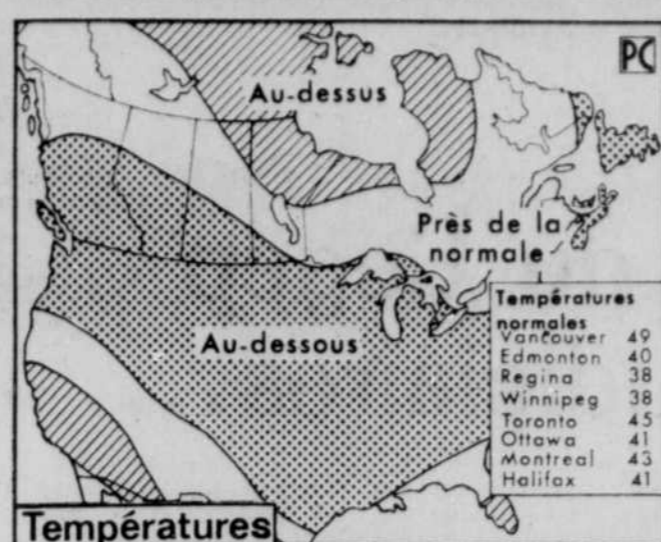 PC
Au-dessus
Près de la
normale
Au-dessous
Températures
normales
Vancouver 49
Edmonton 40
Regina 38
Winnipeg 38
Toronto 45
Ottawa 41
Montreal 43
Halifax 41
Températures